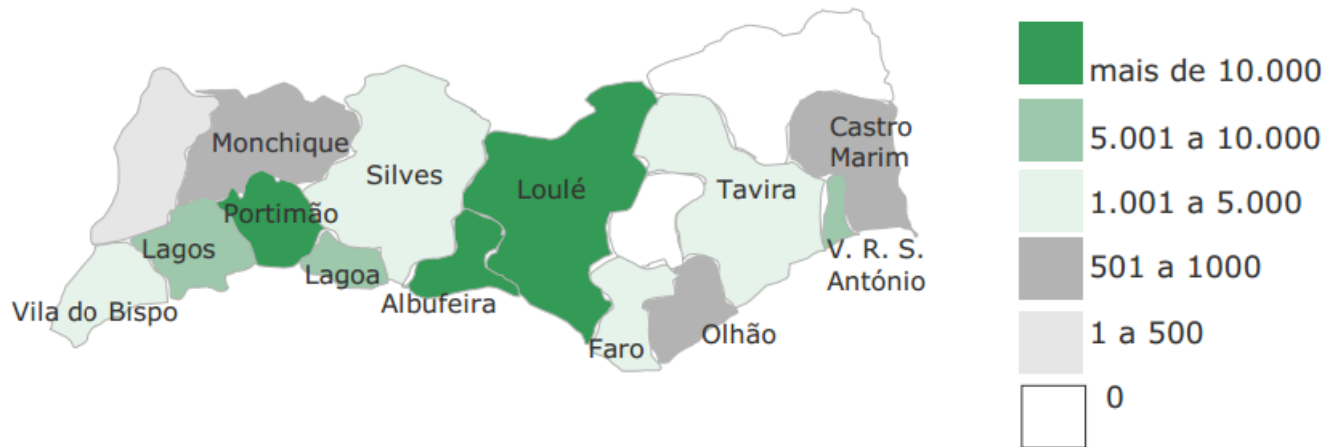 Monchique
Silves
Loulé
Castro
Marim
Tavira
Portimão
Lagos
Lagoa
V. R. S.
António
Vila do Bispo
Albufeira
Olhão
Faro
mais de 10.000
5.001 a 10.000
1.001 a 5.000
501 a 1000
1 a 500
0